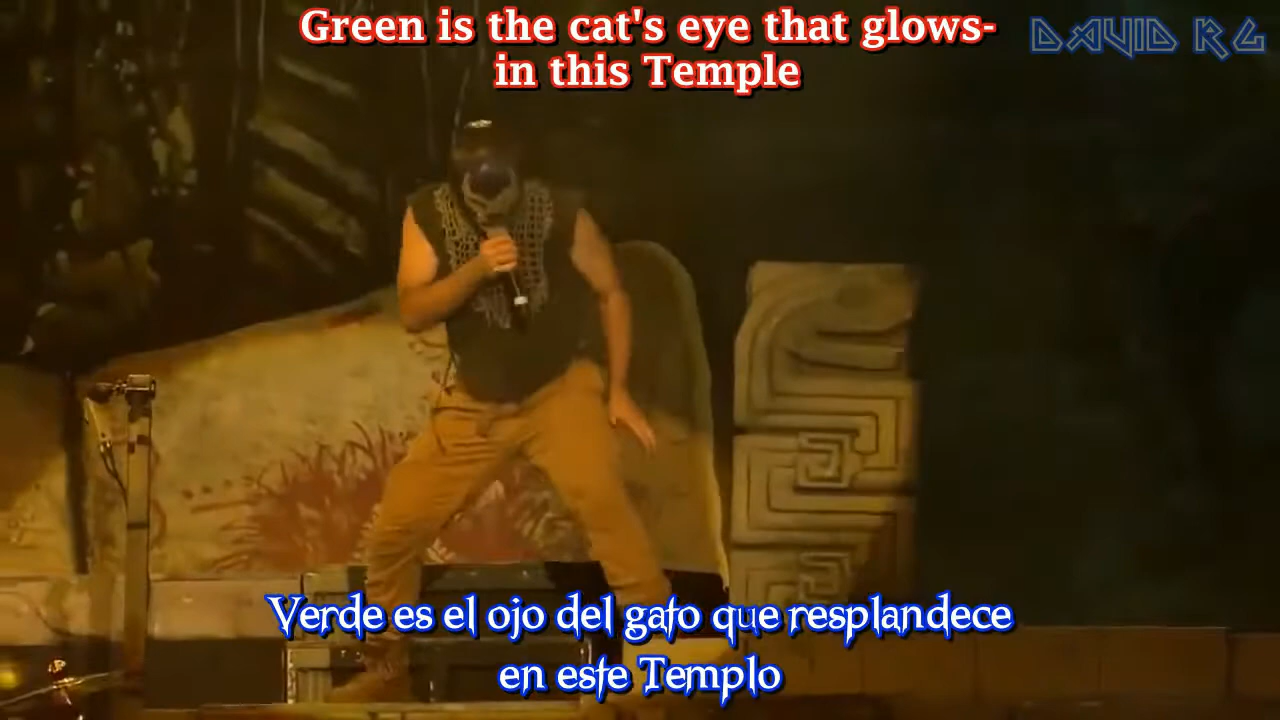 Green is the cat's eye that glows-
in this Temple
DAVID RG
Verde es el ojo del gato que resplandece
en este Templo